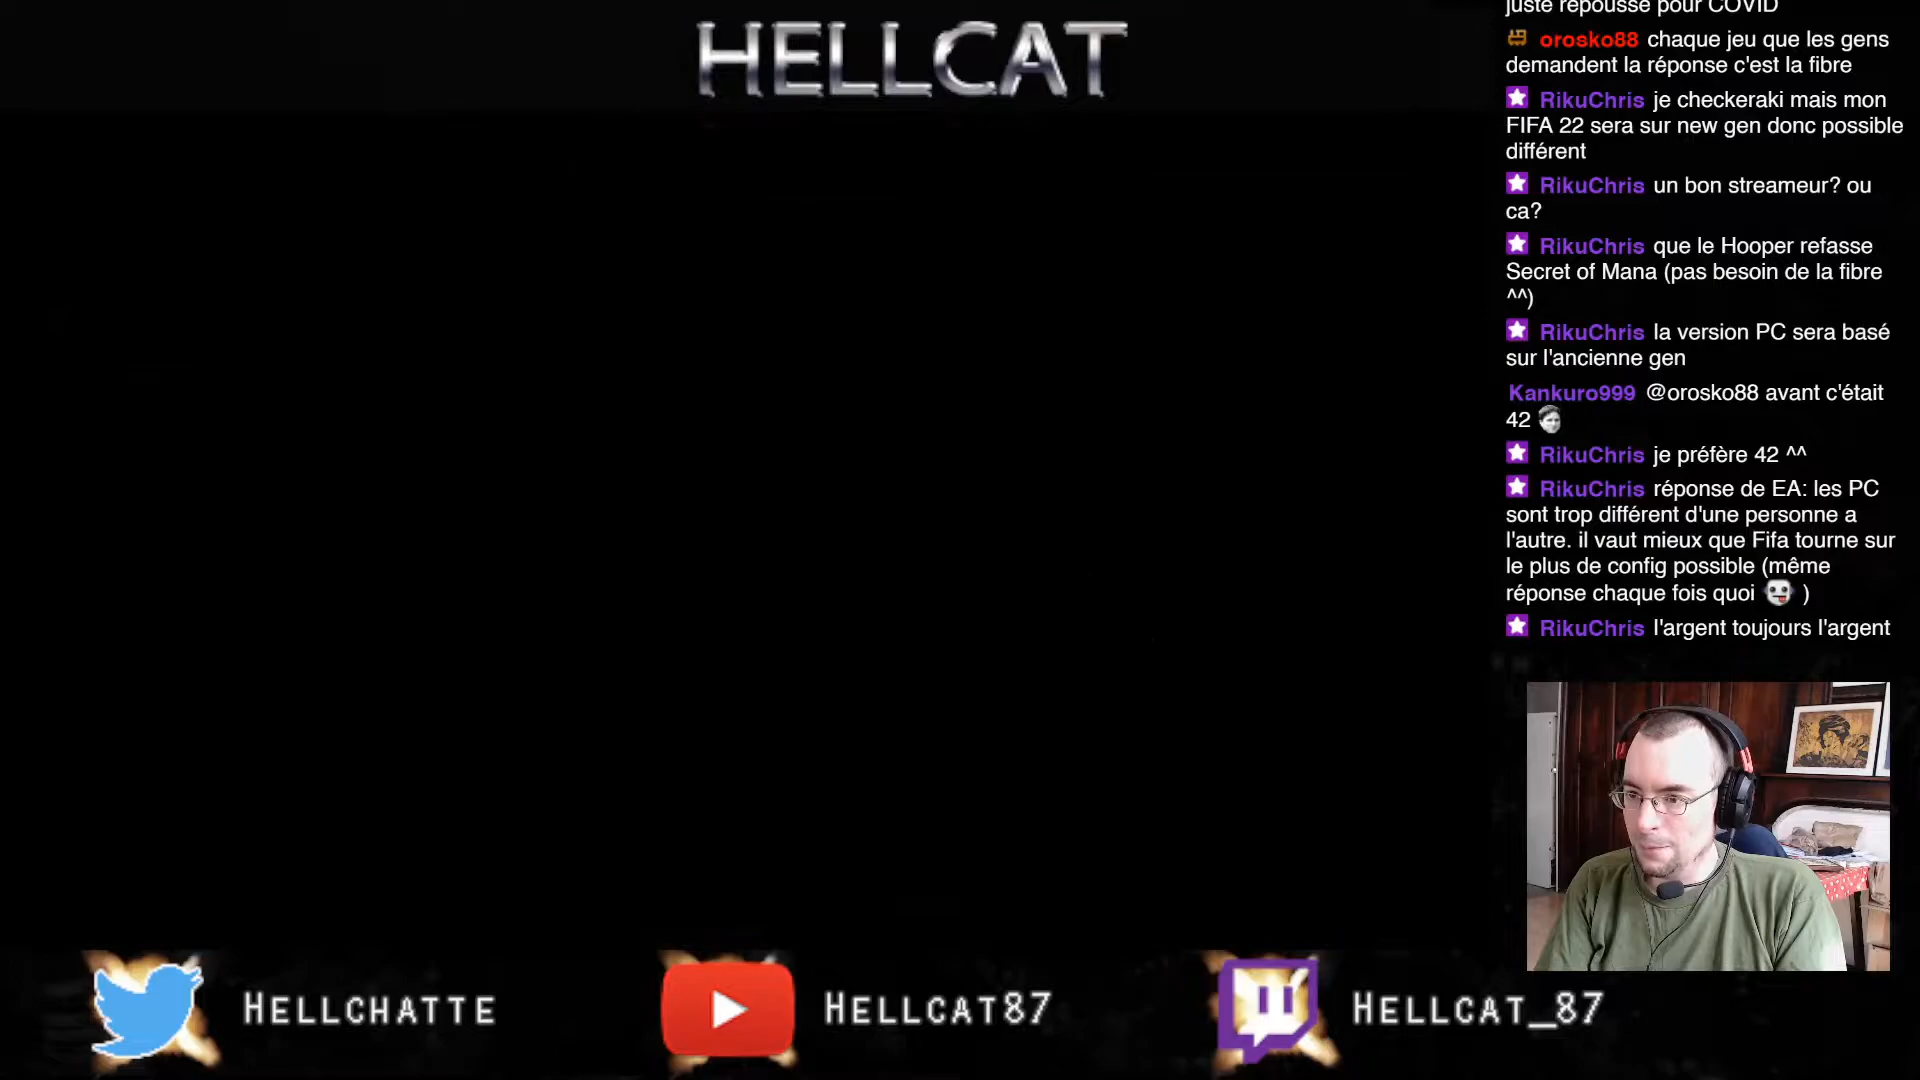 HELLCAT
juste repoussé pour COVID
orosko88 chaque jeu que les gens
demandent la réponse c'est la fibre
RikuChris je checkeraki mais mon
FIFA 22 sera sur new gen donc possible
différent
RikuChris un bon streameur? ou
ca?
RikuChris que le Hooper refasse
Secret of Mana (pas besoin de la fibre
^^)
RikuChris la version PC sera basé
sur l'ancienne gen
Kankuro999 @orosko88 avant c'était
42
RikuChris je préfère 42 ^^
RikuChris réponse de EA: les PC
sont trop différent d'une personne a
l'autre. il vaut mieux que Fifa tourne sur
le plus de config possible (même
réponse chaque fois quoi )
RikuChris l'argent toujours l'argent
HELLCHATTE
HELLCAT87
HELLCAT_87